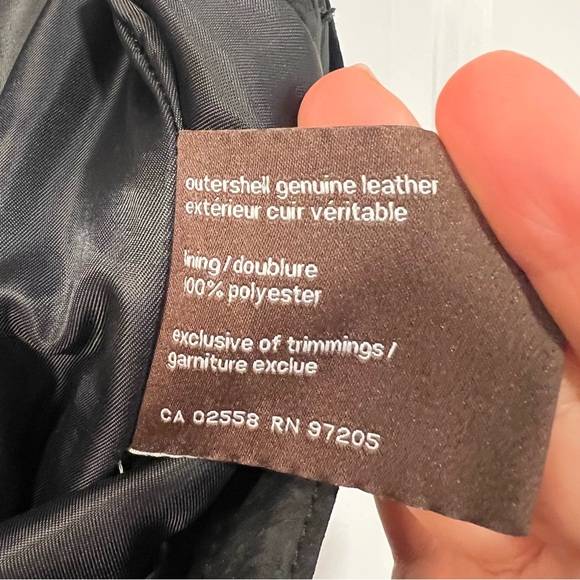 outershell genuine leather
extérieur cuir véritable
lining/doublure
100% polyester
exclusive of trimmings/
garniture exclue
CA 02558 RN 97205